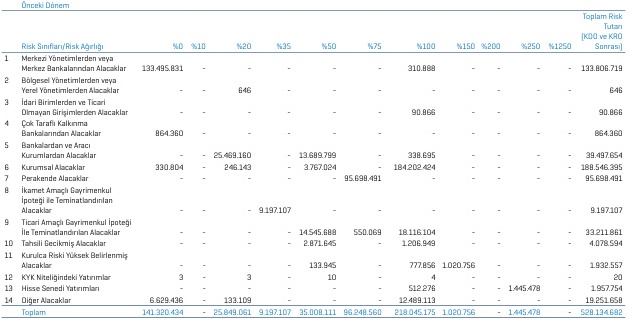 Önceki Dönem
Toplam Risk
Tutarı
(KDO ve KRO
Risk Sınıfları/Risk Ağırlığı %0 %10 %20 %35 %50 %75 %100 %150 %200 %250 %1250 Sonrası)
1 Merkezi Yönetimlerden veya
Merkez Bankalarından Alacaklar 133.495.831 - - - - - 310.888 - - - - 133.806.719
2 Bölgesel Yönetimlerden veya
Yerel Yönetimlerden Alacaklar - - 646 - - - - - - - - 646
3 İdari Birimlerden ve Ticari
Olmayan Girişimlerden Alacaklar - - - - - - 90.866 - - - - 90.866
4 Çok Taraflı Kalkınma
Bankalarından Alacaklar 864.360 - - - - - - - - - - 864.360
5 Bankalardan ve Aracı
Kurumlardan Alacaklar - - 25.469.160 - 13.689.799 - 338.695 - - - - 39.497.654
6 Kurumsal Alacaklar 330.804 - 246.143 - 3.767.024 - 184.202.424 - - - - 188.546.395
7 Perakende Alacaklar - - - - - 95.698.491 - - - - - 95.698.491
8 İkamet Amaçlı Gayrimenkul
İpoteği ile Teminatlandırılan
Alacaklar - - - 9.197.107 - - - - - - - 9.197.107
9 Ticari Amaçlı Gayrimenkul İpoteği
İle Teminatlandırılan Alacaklar - - - - 14.545.688 550.069 18.116.104 - - - - 33.211.861
10 Tahsili Gecikmiş Alacaklar - - - - 2.871.645 - 1.206.949 - - - - 4.078.594
11 Kurulca Riski Yüksek Belirlenmiş
Alacaklar - - - - 133.945 - 777.856 1.020.756 - - - 1.932.557
12 KYK Niteliğindeki Yatırımlar 3 - 3 - 10 - 4 - - - - 20
13 Hisse Senedi Yatırımları - - - - - - 512.276 - - 1.445.478 - 1.957.754
14 Diğer Alacaklar 6.629.436 - 133.109 - - - 12.489.113 - - - - 19.251.658
Toplam 141.320.434 - 25.849.061 9.197.107 35.008.111 96.248.560 218.045.175 1.020.756 - 1.445.478 - 528.134.682